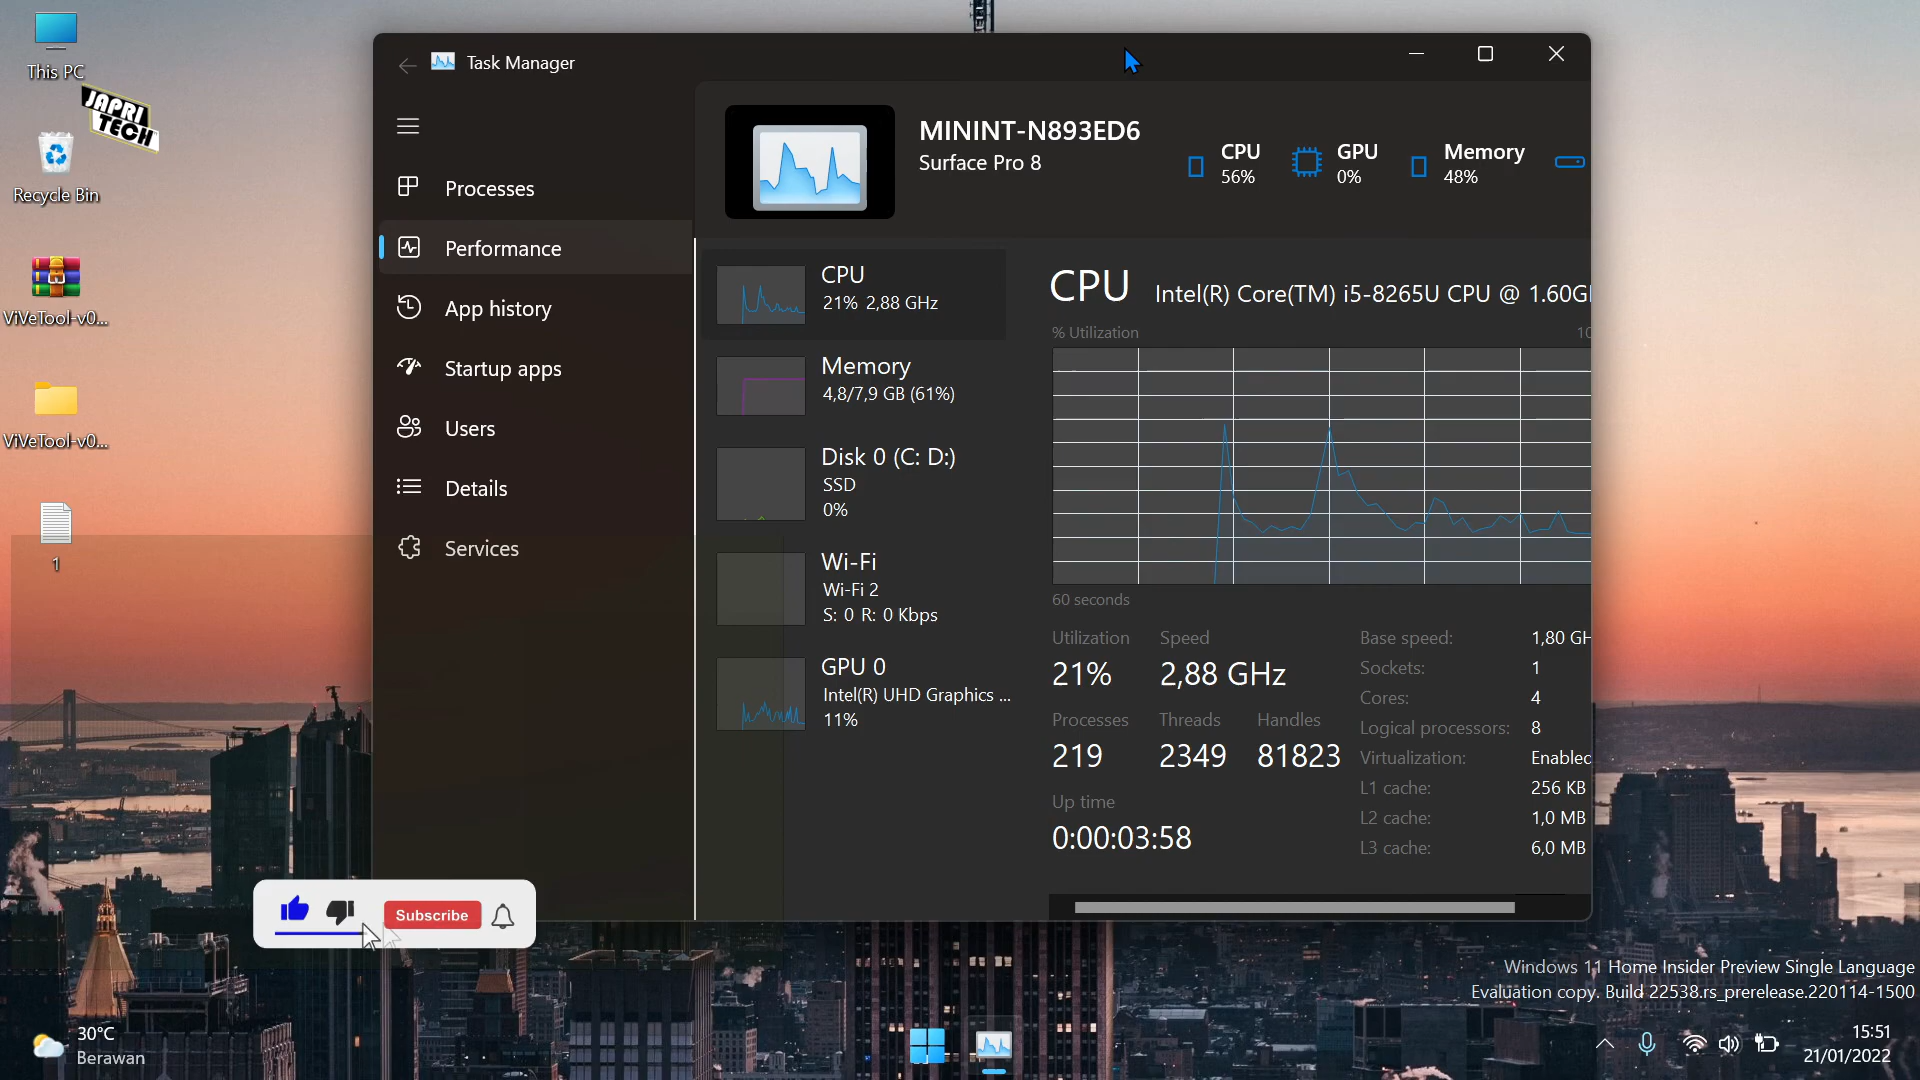 This PC
JAPRI
TECH
Recycle Bin
ViVeTool-v0...
ViVeTool-v0...
1
Task Manager
Processes
Performance
App history
Startup apps
Users
Details
Services
MININT-N893ED6
Surface Pro 8
CPU
56%
GPU
0%
Memory
48%
CPU
21% 2,88 GHz
Memory
4,8/7,9 GB (61%)
Disk 0 (C: D:)
SSD
0%
Wi-Fi
Wi-Fi 2
S: 0 R: 0 Kbps
GPU 0
Intel(R) UHD Graphics ...
11%
CPU Intel(R) Core(TM) i5-8265U CPU @ 1.60G
% Utilization 10
60 seconds
Utilization Speed
21% 2,88 GHz
Processes Threads Handles
219 2349 81823
Up time
0:00:03:58
Base speed: 1,80 GH
Sockets: 1
Cores: 4
Logical processors: 8
Virtualization: Enabled
L1 cache: 256 KB
L2 cache: 1,0 MB
L3 cache: 6,0 MB
Subscribe
Windows 11 Home Insider Preview Single Language
Evaluation copy. Build 22538.rs_prerelease.220114-1500
30°C
Berawan
15:51
21/01/2022